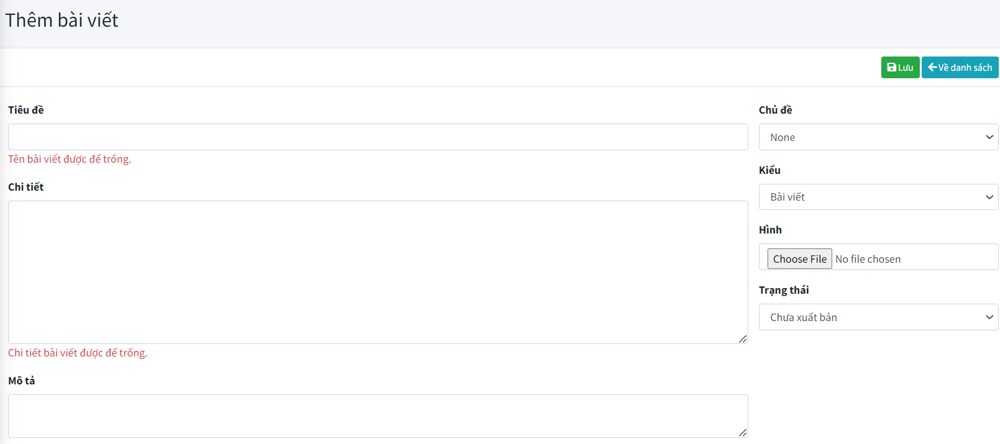 Thêm bài viết
Lưu
Về danh sách
Tiêu đề
Tên bài viết được để trống.
Chi tiết
Chi tiết bài viết được để trống.
Mô tả
Chủ đề
None
Kiểu
Bài viết
Hình
Choose File No file chosen
Trạng thái
Chưa xuất bản